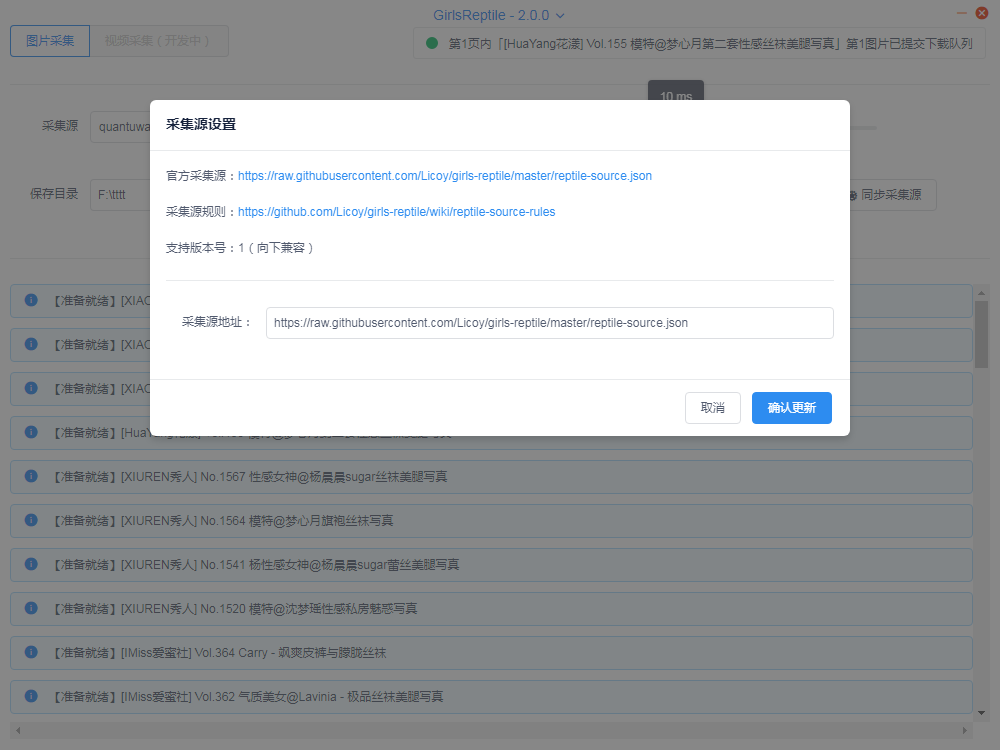 GirlsReptile - 2.0.0
图片采集
视频采集（开发中）
第1页内「[HuaYang花漾] Vol.155 模特@梦心月第二套性感丝袜美腿写真」第1图片已提交下载队列
10 ms
采集源
quantuwa
保存目录
F:\tttt
同步采集源
采集源设置
官方采集源：https://raw.githubusercontent.com/Licoy/girls-reptile/master/reptile-source.json
采集源规则：https://github.com/Licoy/girls-reptile/wiki/reptile-source-rules
支持版本号：1（向下兼容）
采集源地址：
https://raw.githubusercontent.com/Licoy/girls-reptile/master/reptile-source.json
取消
确认更新
【准备就绪】[XIAO
【准备就绪】[XIAO
【准备就绪】[XIAO
【准备就绪】[HuaYang花漾]
【准备就绪】[XIUREN秀人] No.1567 性感女神@杨晨晨sugar丝袜美腿写真
【准备就绪】[XIUREN秀人] No.1564 模特@梦心月旗袍丝袜写真
【准备就绪】[XIUREN秀人] No.1541 杨性感女神@杨晨晨sugar蕾丝美腿写真
【准备就绪】[XIUREN秀人] No.1520 模特@沈梦瑶性感私房魅惑写真
【准备就绪】[IMiss爱蜜社] Vol.364 Carry - 飒爽皮裤与朦胧丝袜
【准备就绪】[IMiss爱蜜社] Vol.362 气质美女@Lavinia - 极品丝袜美腿写真